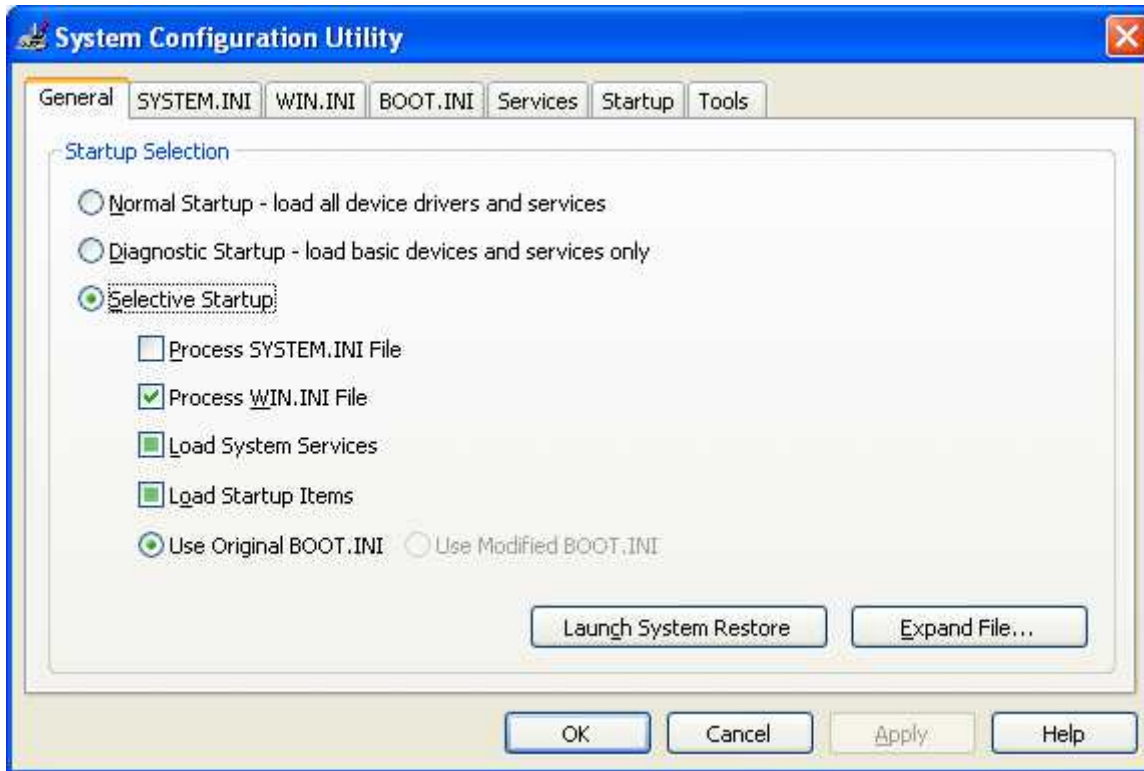 System Configuration Utility
General SYSTEM.INI WIN.INI BOOT.INI Services Startup Tools
Startup Selection
Normal Startup - load all device drivers and services
Diagnostic Startup - load basic devices and services only
Selective Startup
Process SYSTEM.INI File
Process WIN.INI File
Load System Services
Load Startup Items
Use Original BOOT.INI Use Modified BOOT.INI
Launch System Restore Expand File...
OK Cancel Apply Help